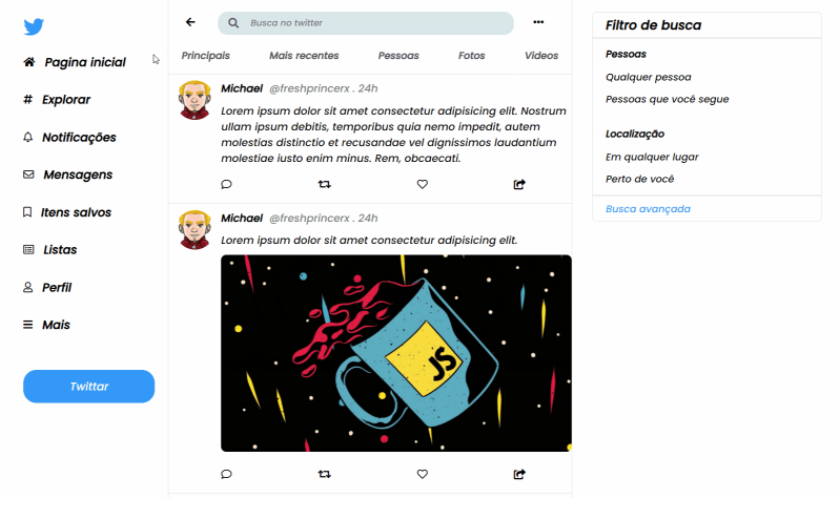 Pagina inicial
# Explorar
Notificações
Mensagens
Itens salvos
Listas
Perfil
Mais
Twittar
Busca no twitter
Principais Mais recentes Pessoas Fotos Videos
Michael @freshprincerx . 24h
Lorem ipsum dolor sit amet consectetur adipisicing elit. Nostrum
ullam ipsum debitis, temporibus quia nemo impedit, autem
molestias distinctio et recusandae vel dignissimos laudantium
molestiae iusto enim minus. Rem, obcaecati.
Michael @freshprincerx . 24h
Lorem ipsum dolor sit amet consectetur adipisicing elit.
JS
Filtro de busca
Pessoas
Qualquer pessoa
Pessoas que você segue
Localização
Em qualquer lugar
Perto de você
Busca avançada